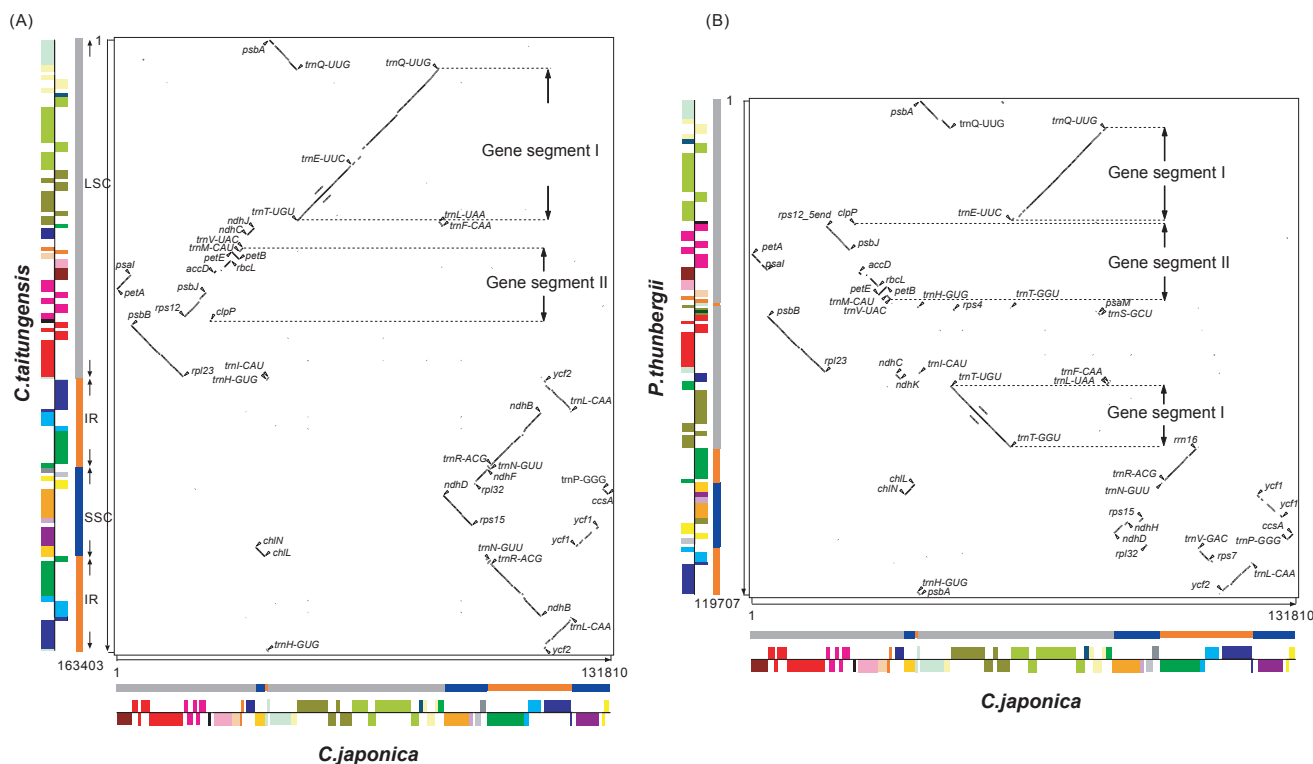 (A)
1
psbA
trnQ-UUG
trnQ-UUG
trnE-UUC
Gene segment I
LSC
trnT-UGU
trnL-UAA
trnF-CAA
ndhJ
ndhC
trnV-UAC
trnM-CAU
petE
petB
rbcL
accD
Gene segment II
psaI
petA
psbJ
rps12
clpP
psbB
rpl23
trnI-CAU
trnH-GUG
ycf2
trnL-CAA
IR
ndhB
trnR-ACG
trnN-GUU
ndhF
rpl32
ndhD
trnP-GGG
ccsA
SSC
rps15
ycf1
ycf1
chlN
chlL
trnN-GUU
trnR-ACG
IR
ndhB
trnL-CAA
trnH-GUG
ycf2
163403
1
131810
C.taitungensis
C.japonica
(B)
1
psbA
trnQ-UUG
trnQ-UUG
Gene segment I
trnE-UUC
rps12_5end
clpP
petA
psaI
psbJ
accD
Gene segment II
rbcL
petE
petB
trnM-CAU
trnV-UAC
trnH-GUG
rps4
trnT-GGU
psaM
trnS-GCU
psbB
rpl23
ndhC
ndhK
trnI-CAU
trnT-UGU
trnF-CAA
trnL-UAA
Gene segment I
trnT-GGU
rrn16
chlL
chlN
trnR-ACG
trnN-GUU
ycf1
ycf1
rps15
ndhH
ndhD
rpl32
ccsA
trnP-GGG
trnV-GAC
rps7
trnL-CAA
ycf2
trnH-GUG
psbA
119707
1
131810
P.thunbergii
C.japonica